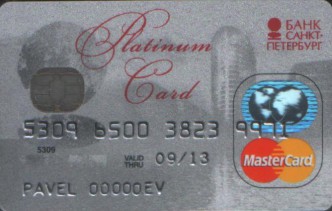 Platinum
Card
БАНК
САНКТ-
ПЕТЕРБУРГ
5309 6500 3823
5309
VALID
THRU
09/13
MasterCard
PAVEL 00000EV